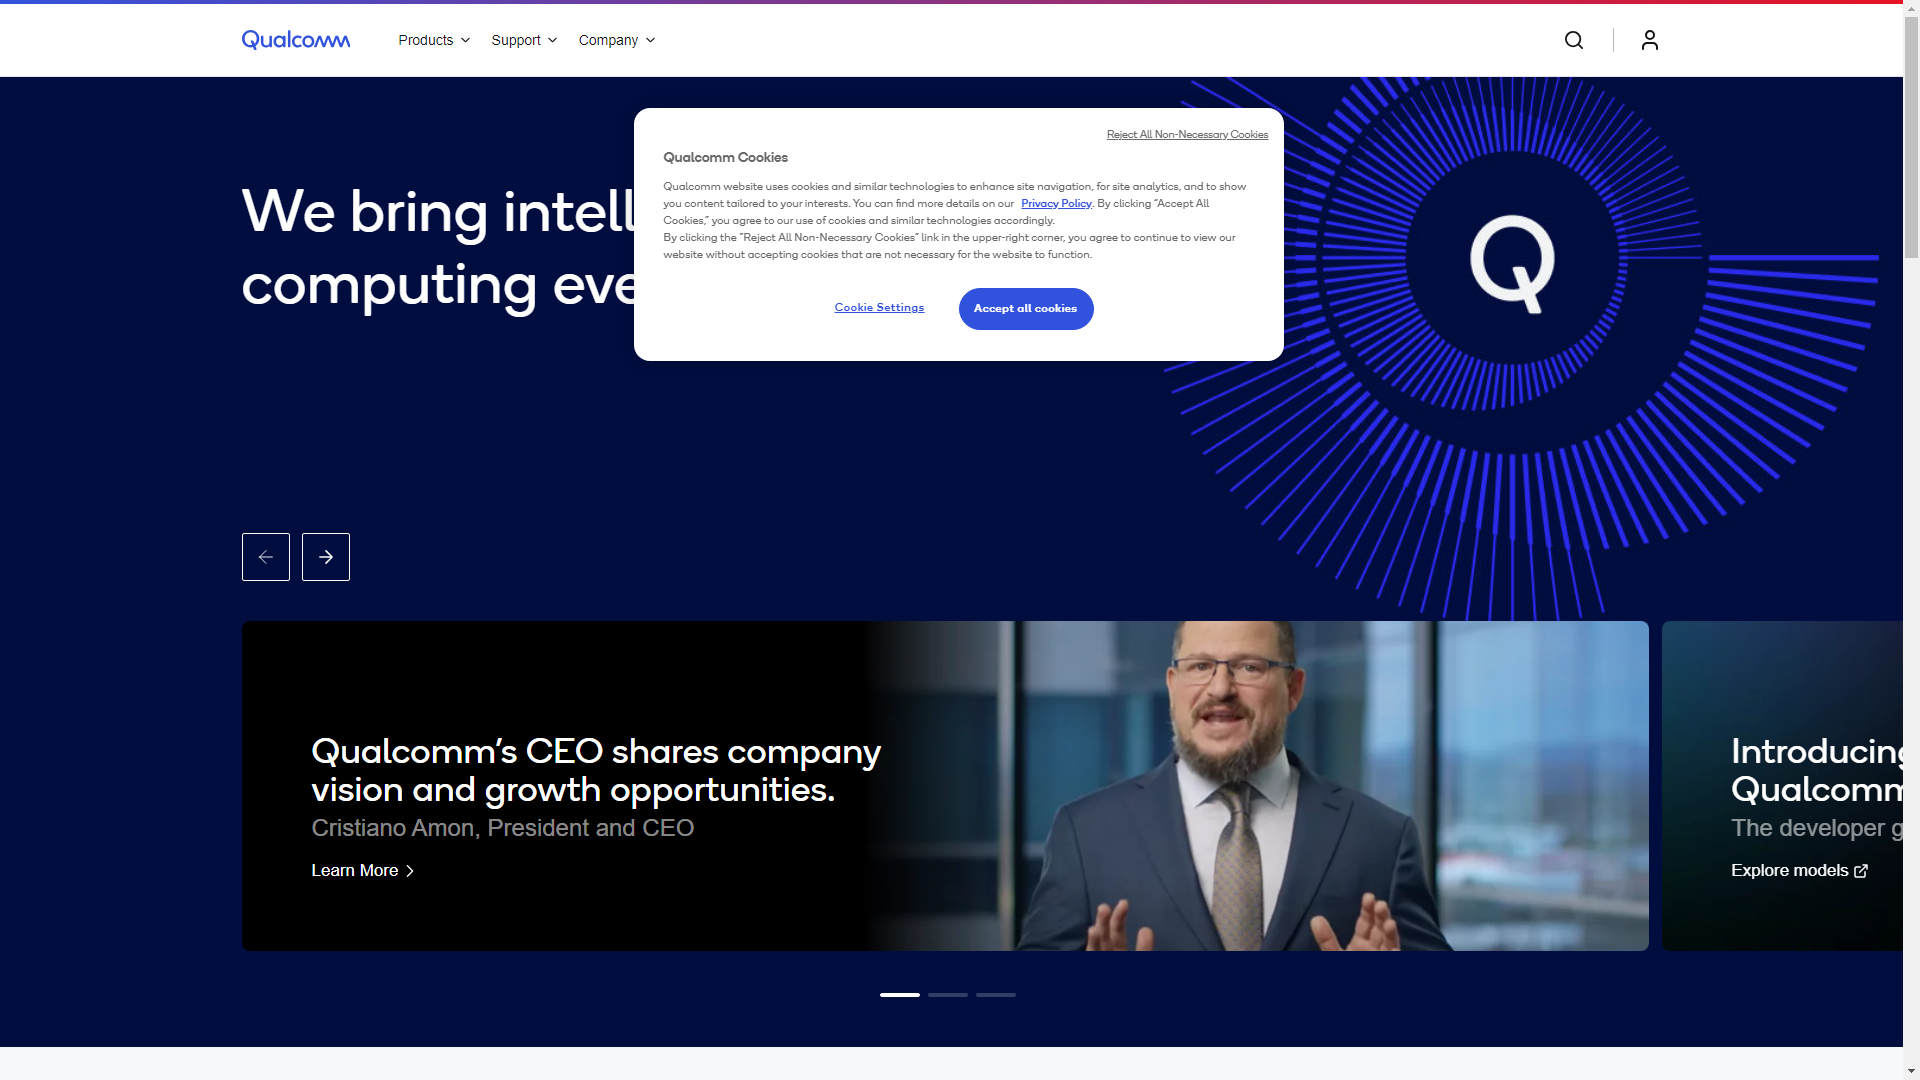 Qualcomm
Products
Support
Company
Reject All Non-Necessary Cookies
Qualcomm Cookies
Qualcomm website uses cookies and similar technologies to enhance site navigation, for site analytics, and to show
you content tailored to your interests. You can find more details on our Privacy Policy. By clicking “Accept All
Cookies,” you agree to our use of cookies and similar technologies accordingly.
By clicking the “Reject All Non-Necessary Cookies” link in the upper-right corner, you agree to continue to view our
website without accepting cookies that are not necessary for the website to function.
Cookie Settings
Accept all cookies
We bring intell
computing eve
Q
Qualcomm’s CEO shares company
vision and growth opportunities.
Cristiano Amon, President and CEO
Learn More
Introducing
Qualcomm
The developer g
Explore models